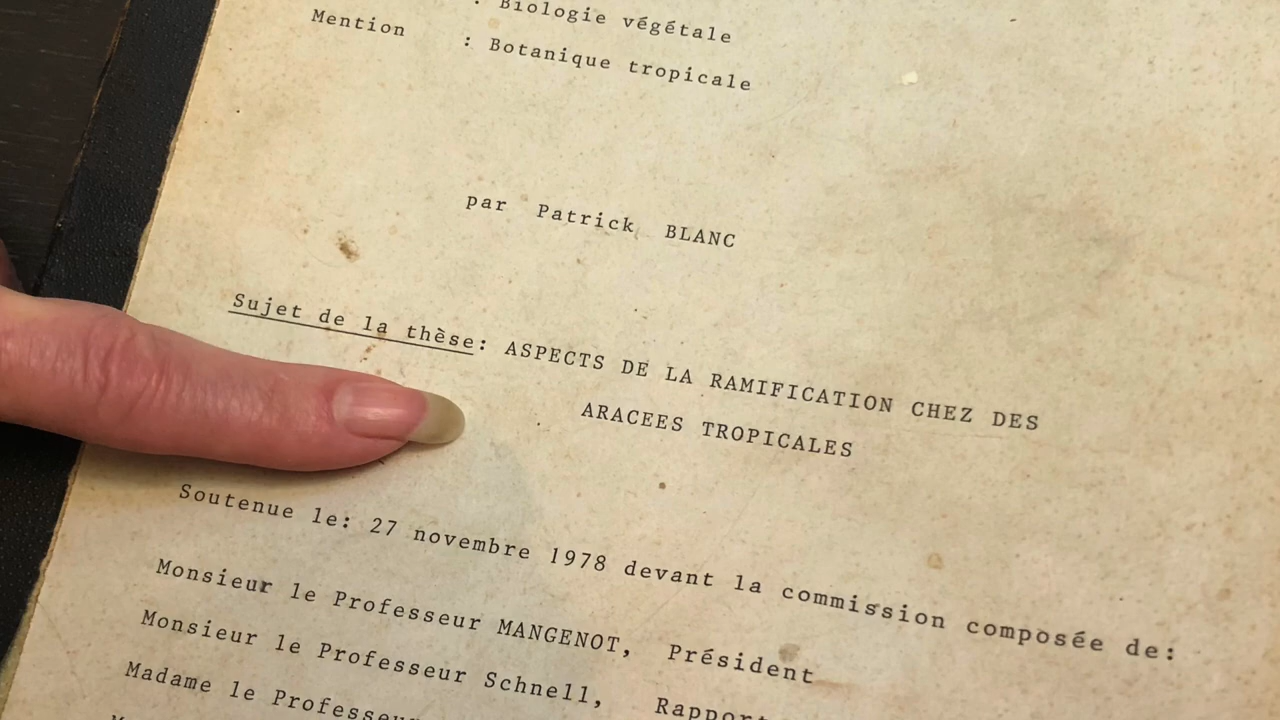 : Biologie végétale
Mention : Botanique tropicale
par Patrick BLANC
Sujet de la thèse: ASPECTS DE LA RAMIFICATION CHEZ DES
ARACEES TROPICALES
Soutenue le: 27 novembre 1978 devant la commission composée de:
Monsieur le Professeur MANGENOT, Président
Monsieur le Professeur Schnell, Rapport
Madame le Professeur